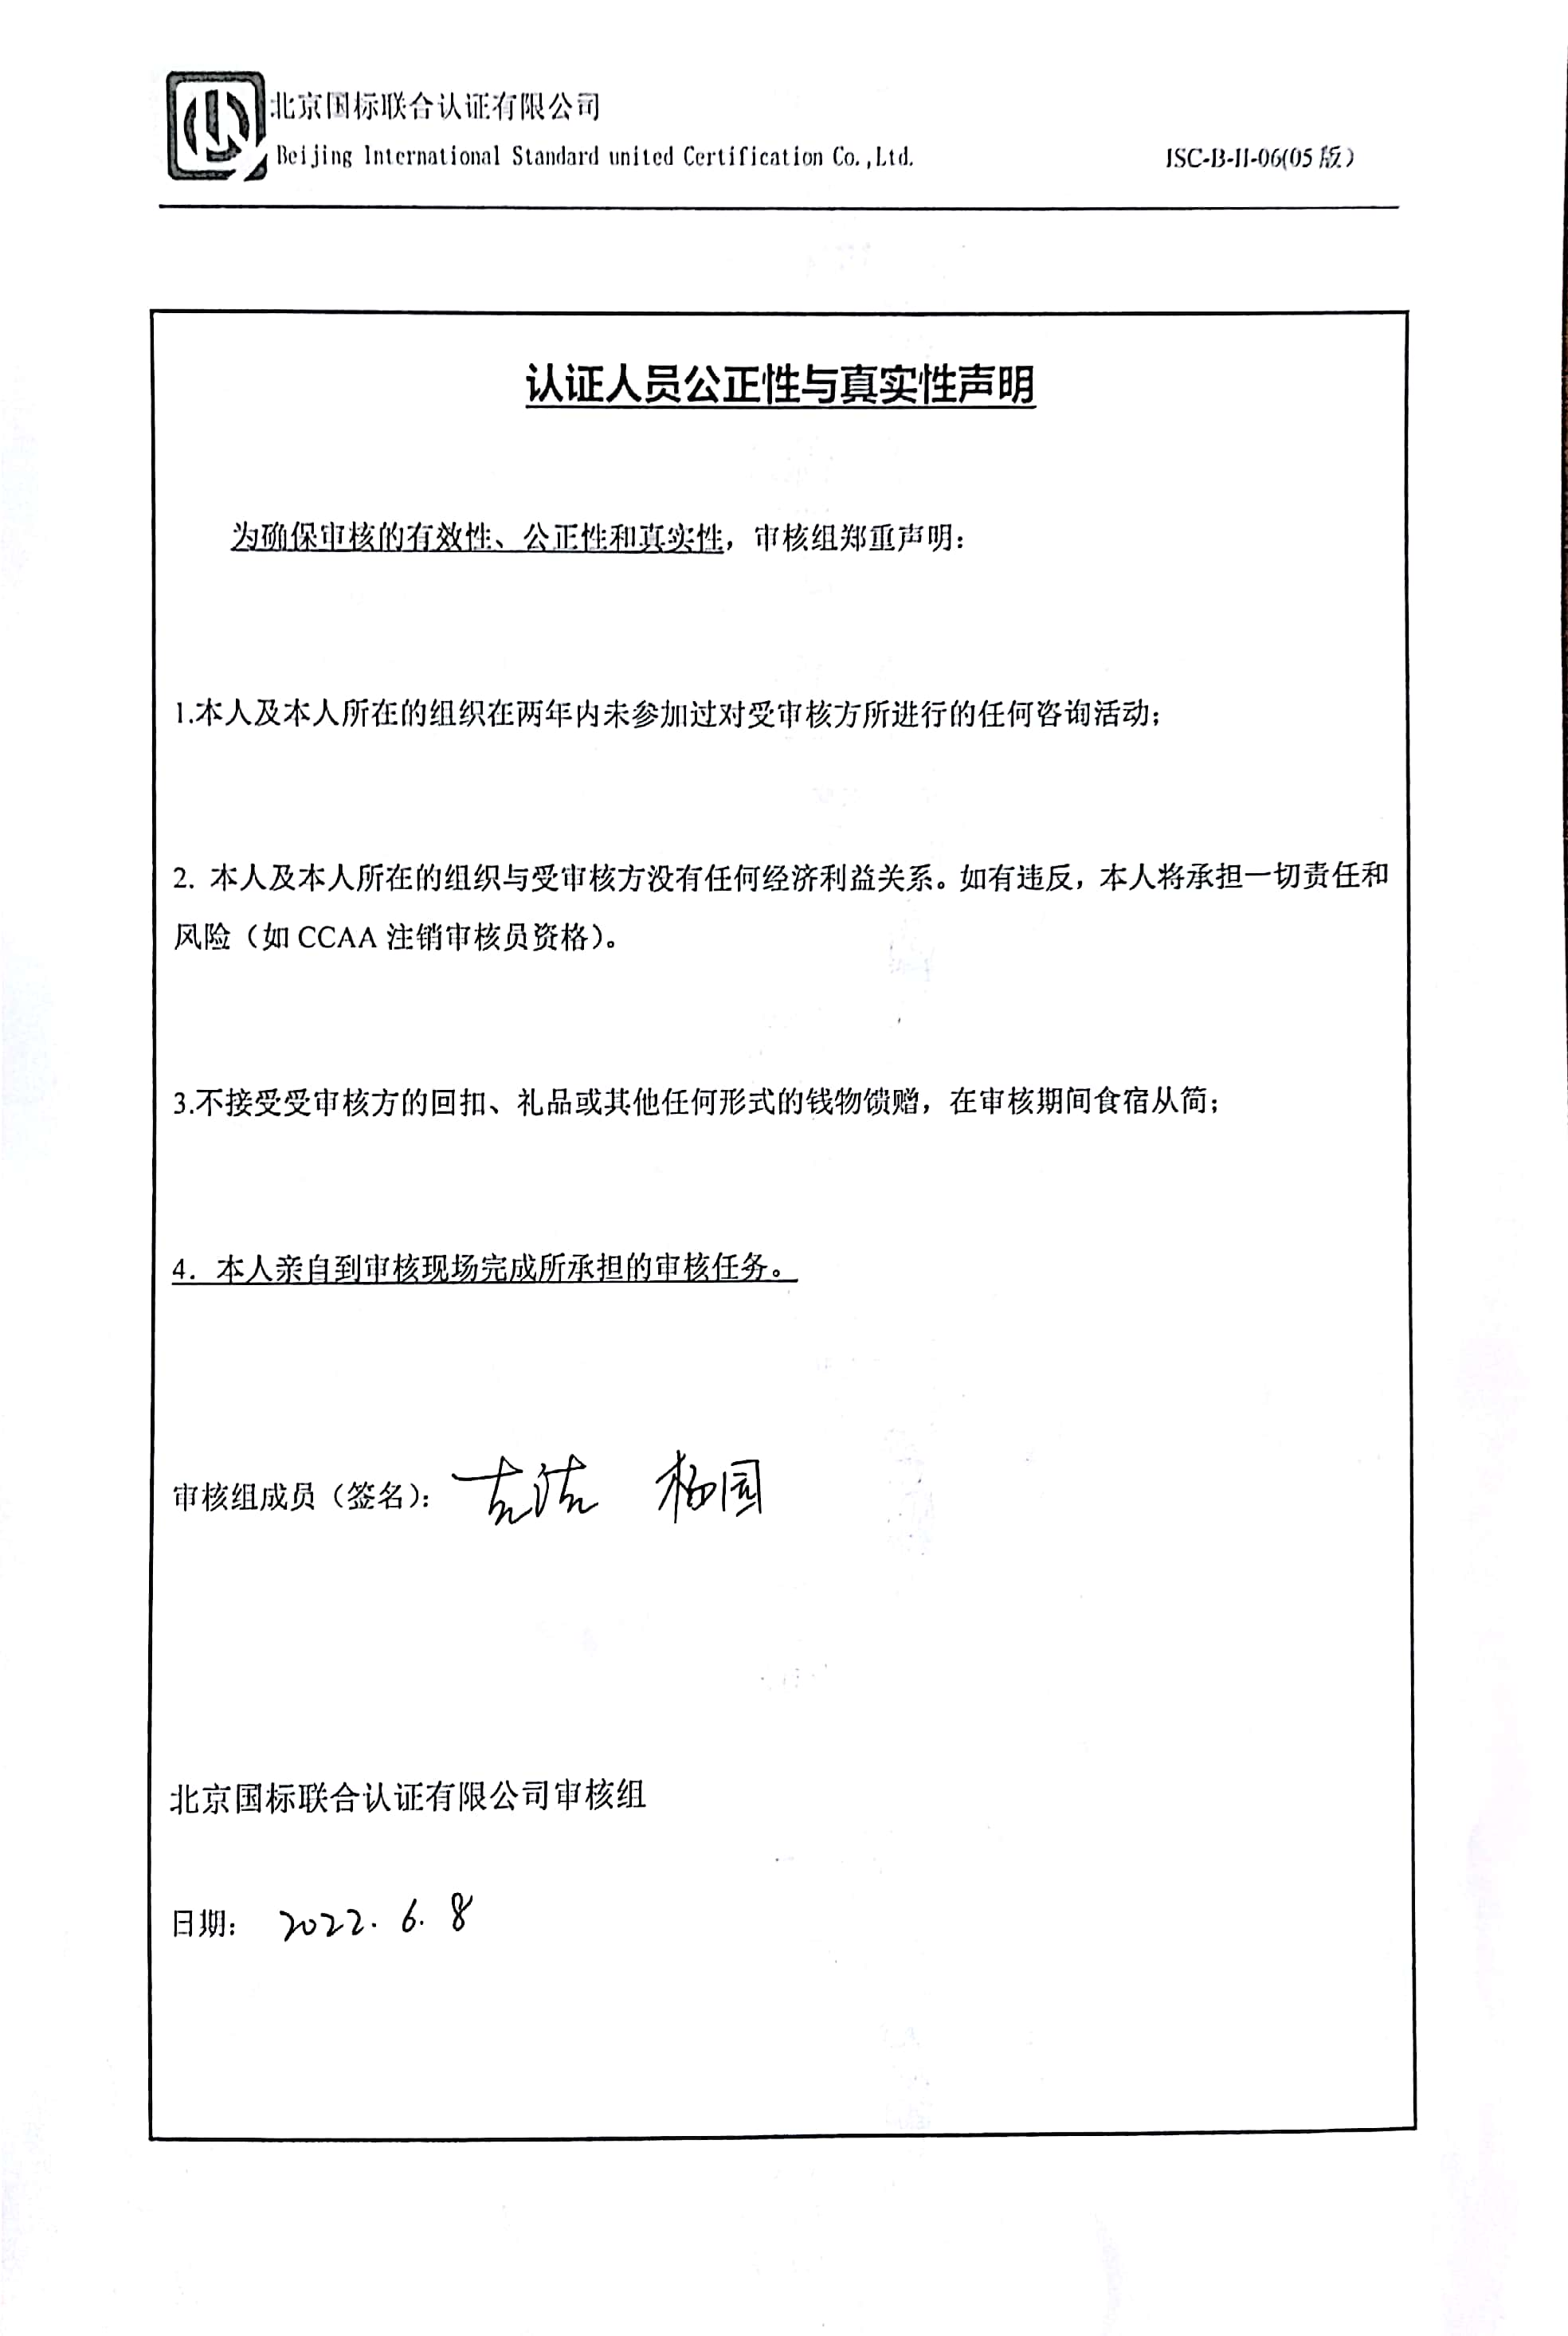 北京国标联合认证有限公司
Beijing International Standard united Certification Co.,Ltd.
ISC-B-II-06(05版)
认证人员公正性与真实性声明
为确保审核的有效性、公正性和真实性，审核组郑重声明：
1.本人及本人所在的组织在两年内未参加过对受审核方所进行的任何咨询活动；
2. 本人及本人所在的组织与受审核方没有任何经济利益关系。如有违反，本人将承担一切责任和
风险（如 CCAA 注销审核员资格）。
3.不接受受审核方的回扣、礼品或其他任何形式的钱物馈赠，在审核期间食宿从简；
4. 本人亲自到审核现场完成所承担的审核任务。
审核组成员（签名）： 杨园
北京国标联合认证有限公司审核组
日期： 2022.6.8